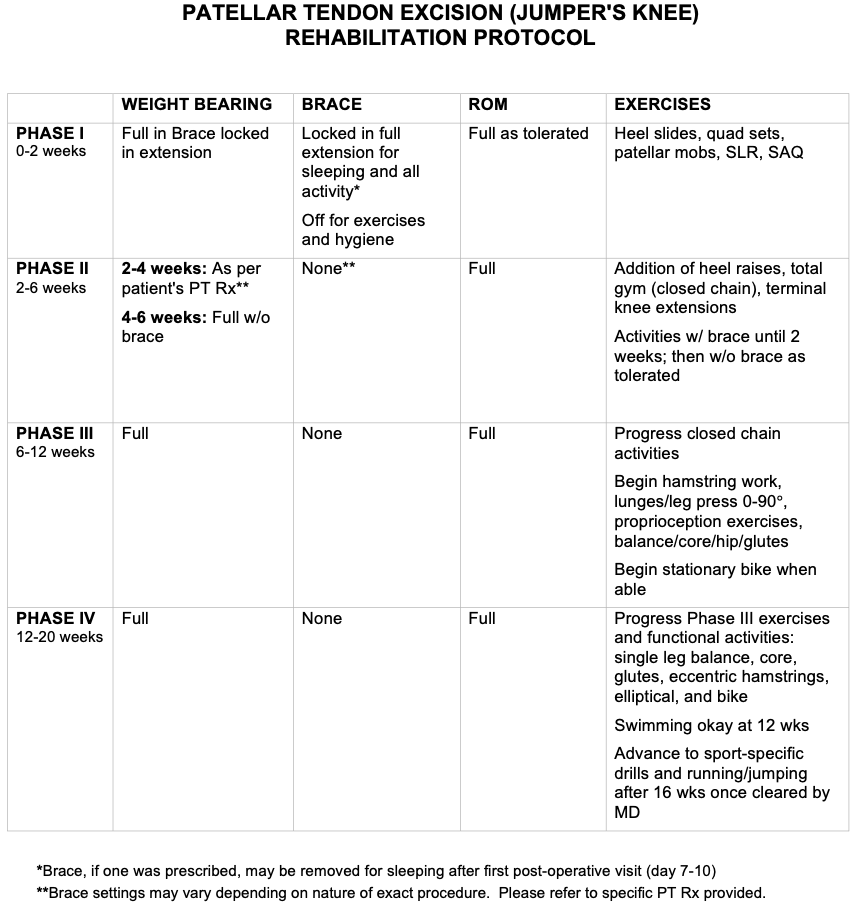 PATELLAR TENDON EXCISION (JUMPER'S KNEE)
REHABILITATION PROTOCOL
WEIGHT BEARING
BRACE
ROM
EXERCISES
PHASE I
0-2 weeks
Full in Brace locked
in extension
Locked in full
extension for
sleeping and all
activity*
Off for exercises
and hygiene
Full as tolerated
Heel slides, quad sets,
patellar mobs, SLR, SAQ
PHASE II
2-6 weeks
2-4 weeks: As per
patient's PT Rx**
4-6 weeks: Full w/o
brace
None**
Full
Addition of heel raises, total
gym (closed chain), terminal
knee extensions
Activities w/ brace until 2
weeks; then w/o brace as
tolerated
PHASE III
6-12 weeks
Full
None
Full
Progress closed chain
activities
Begin hamstring work,
lunges/leg press 0-90°,
proprioception exercises,
balance/core/hip/glutes
Begin stationary bike when
able
PHASE IV
12-20 weeks
Full
None
Full
Progress Phase III exercises
and functional activities:
single leg balance, core,
glutes, eccentric hamstrings,
elliptical, and bike
Swimming okay at 12 wks
Advance to sport-specific
drills and running/jumping
after 16 wks once cleared by
MD
*Brace, if one was prescribed, may be removed for sleeping after first post-operative visit (day 7-10)
**Brace settings may vary depending on nature of exact procedure.  Please refer to specific PT Rx provided.